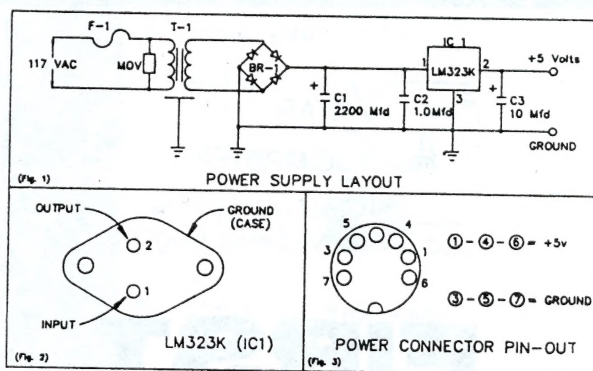 F-1
T-1
117 VAC
MOV
BR-1
+
C1
2200 Mfd
C2
1.0Mfd
IC 1
1
LM323K
2
3
+
C3
10 Mfd
+5 Volts
GROUND
(Fig. 1)
POWER SUPPLY LAYOUT
OUTPUT
GROUND
(CASE)
2
1
INPUT
LM323K (IC1)
(Fig. 2)
5
4
3
1
7
6
①-④-⑥= +5v
③-⑤-⑦= GROUND
POWER CONNECTOR PIN-OUT
(Fig. 3)